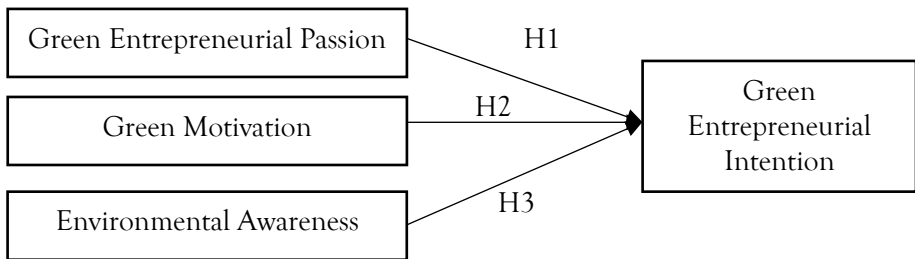 Green Entrepreneurial Passion
H1
Green Motivation
H2
Environmental Awareness
H3
Green
Entrepreneurial
Intention